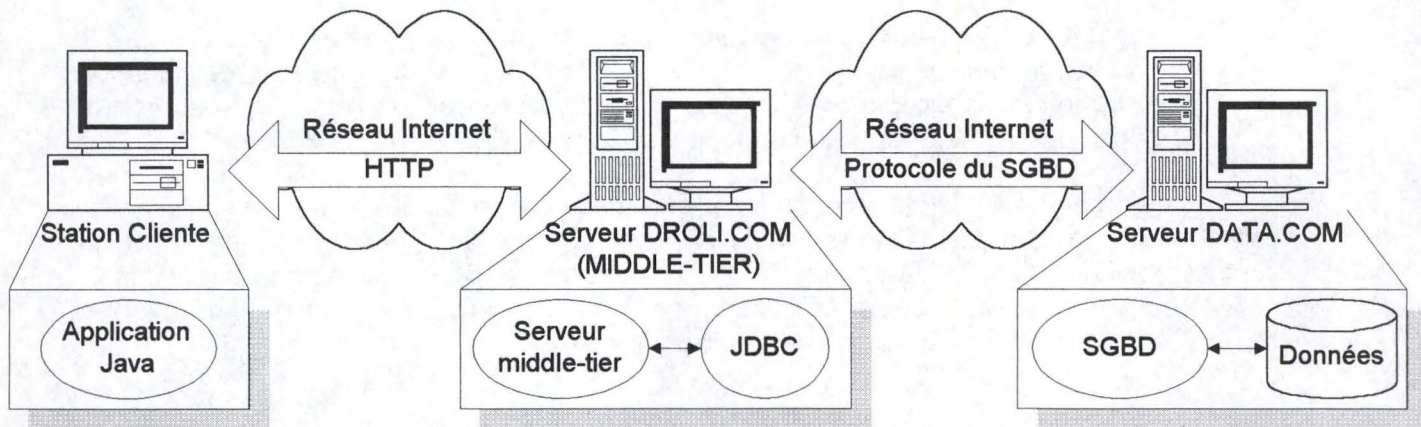 Réseau Internet
HTTP
Réseau Internet
Protocole du SGBD
Station Cliente
Serveur DROLI.COM
(MIDDLE-TIER)
Serveur DATA.COM
Application
Java
Serveur
middle-tier
JDBC
SGBD
Données